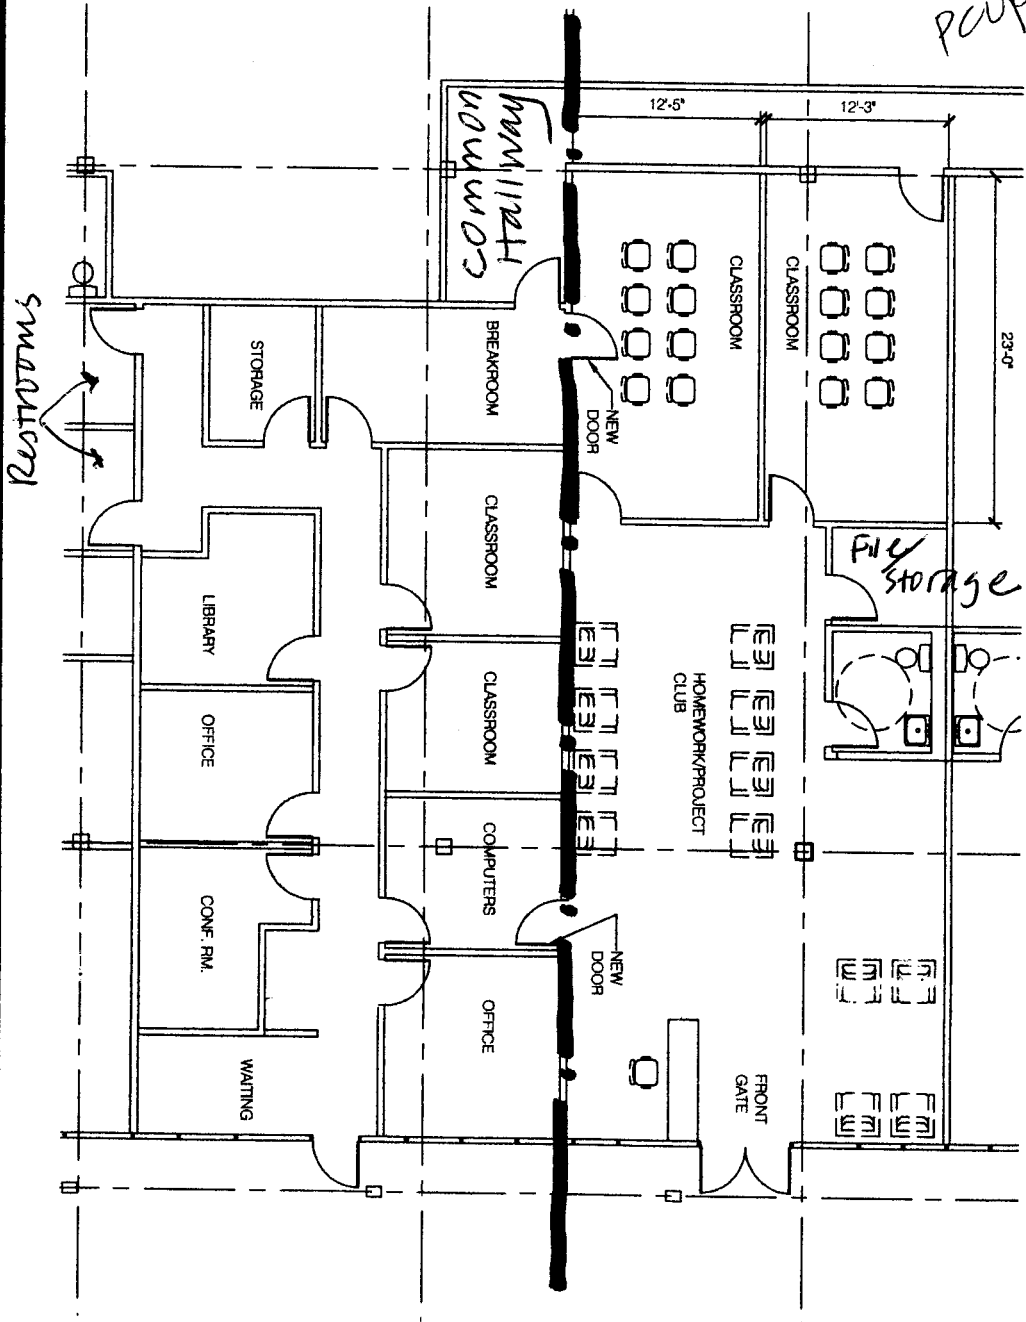 12'-5"
12'-3"
Common
Hallway
CLASSROOM
CLASSROOM
23'-0"
Restrooms
STORAGE
BREAKROOM
NEW
DOOR
CLASSROOM
File/
Storage
LIBRARY
CLASSROOM
HOMEWORK/PROJECT
CLUB
OFFICE
COMPUTERS
CONF. RM.
NEW
DOOR
OFFICE
WAITING
FRONT
GATE